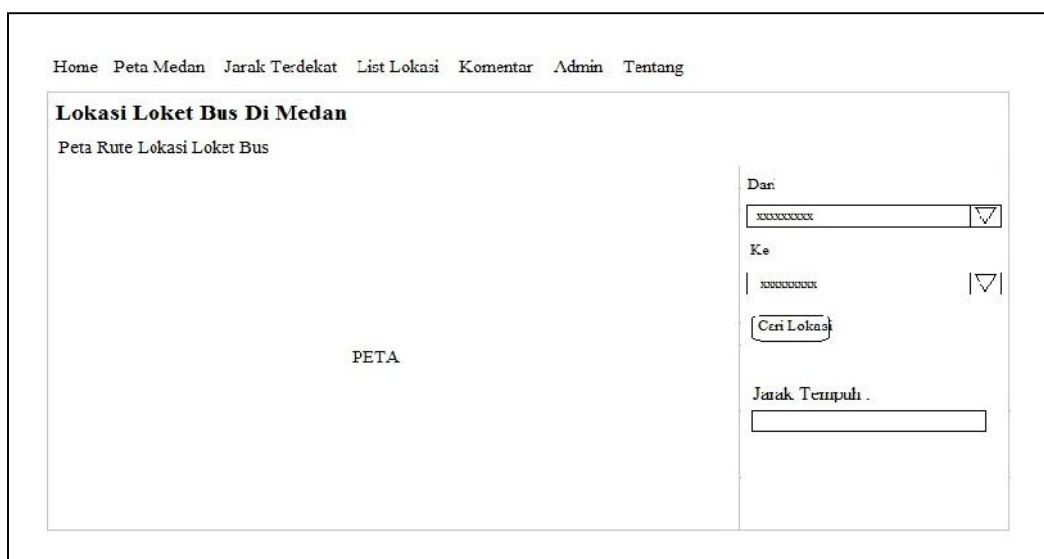 Home Peta Medan Jarak Terdekat List Lokasi Komentar Admin Tentang
Lokasi Loket Bus Di Medan
Peta Rute Lokasi Loket Bus
Dari
xxxxxxxxx
Ke
xxxxxxxxx
Cari Lokasi
PETA
Jarak Tempuh :